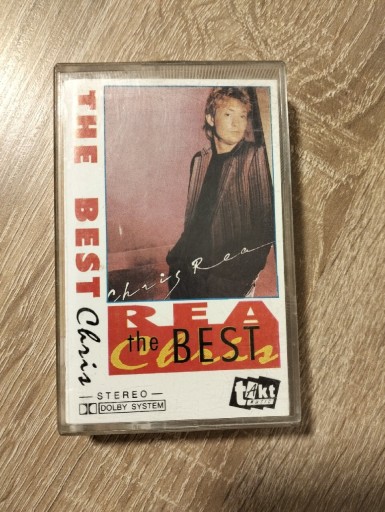 THE BEST Chris
Chris Rea
REA
the BEST
Chris
STEREO
DOLBY SYSTEM
takt